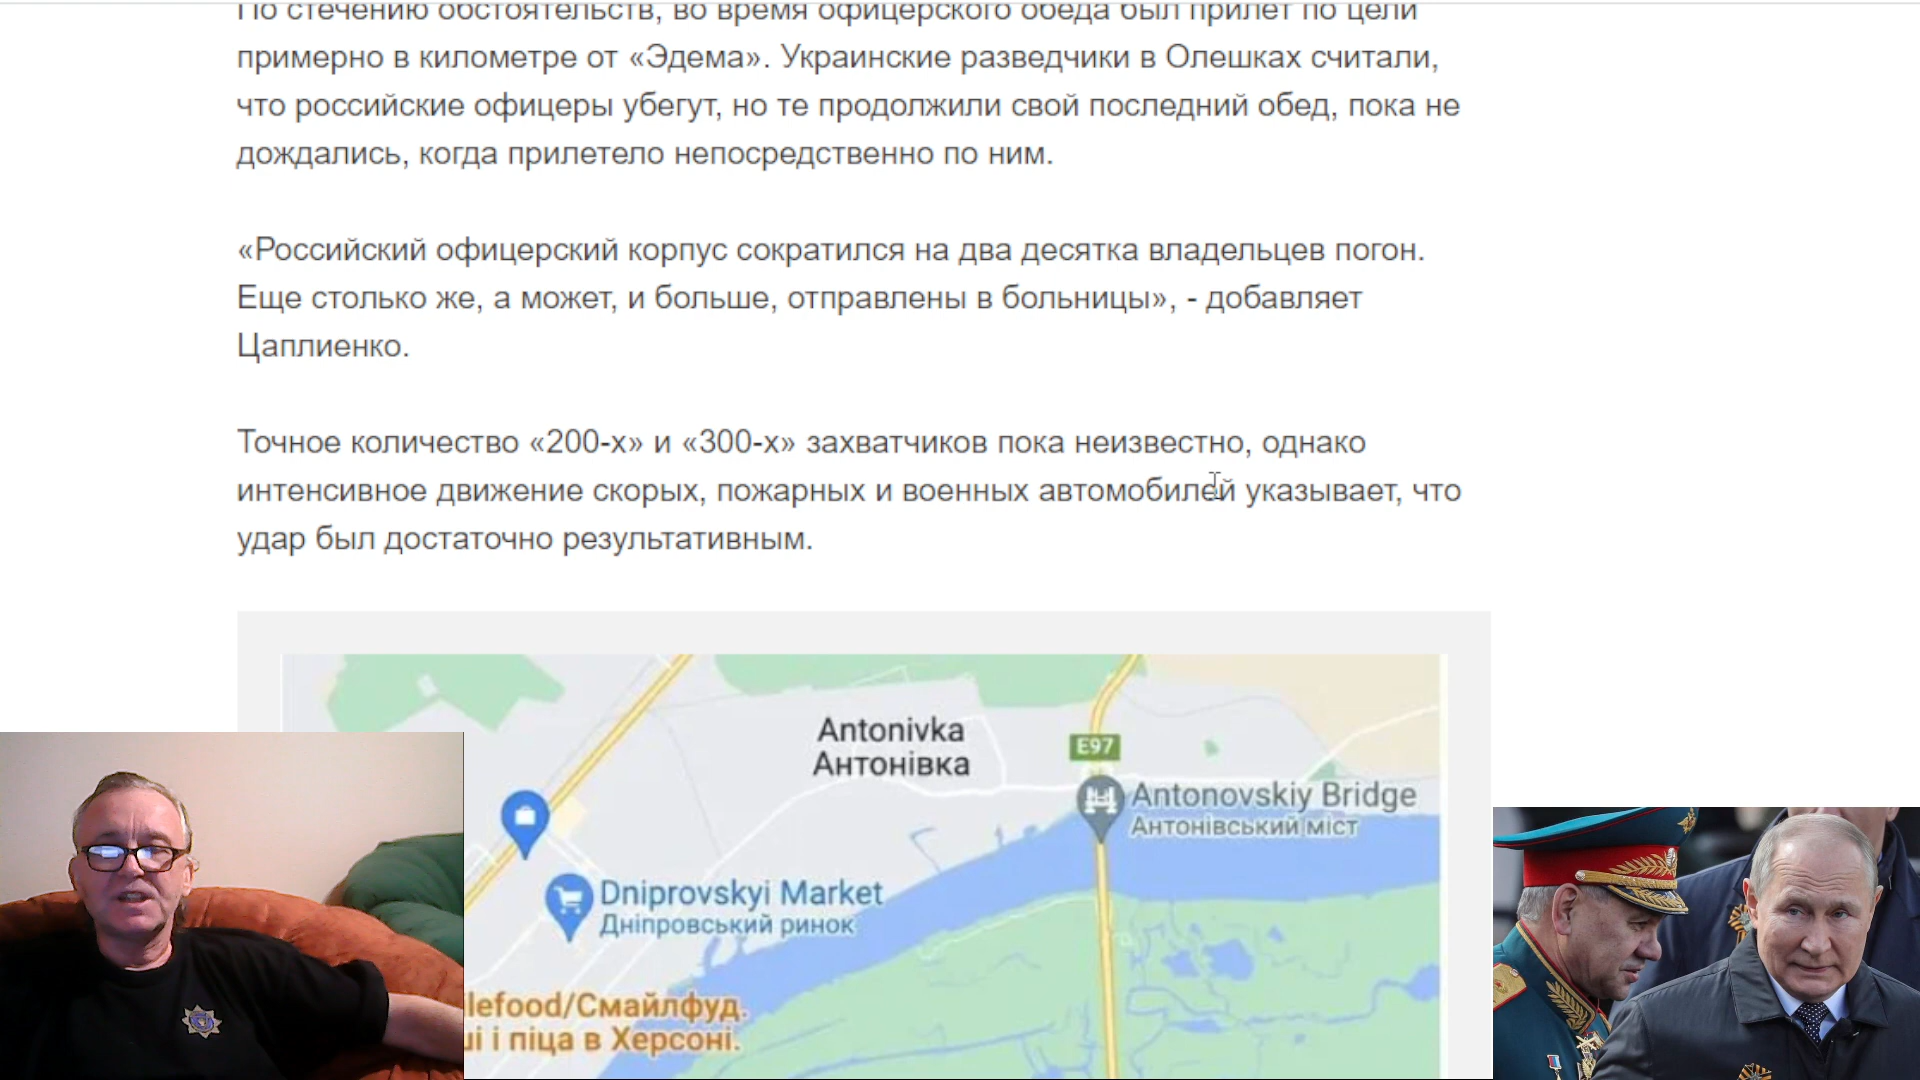 По стечению обстоятельств, во время офицерского обеда был прилет по цели
примерно в километре от «Эдема». Украинские разведчики в Олешках считали,
что российские офицеры убегут, но те продолжили свой последний обед, пока не
дождались, когда прилетело непосредственно по ним.
«Российский офицерский корпус сократился на два десятка владельцев погон.
Еще столько же, а может, и больше, отправлены в больницы», - добавляет
Цаплиенко.
Точное количество «200-х» и «300-х» захватчиков пока неизвестно, однако
интенсивное движение скорых, пожарных и военных автомобилей указывает, что
удар был достаточно результативным.
Antonivka
Антонівка
E97
Antonovskiy Bridge
Антонівський міст
Dniprovskyi Market
Дніпровський ринок
lefood/Смайлфуд.
і і піца в Херсоні.